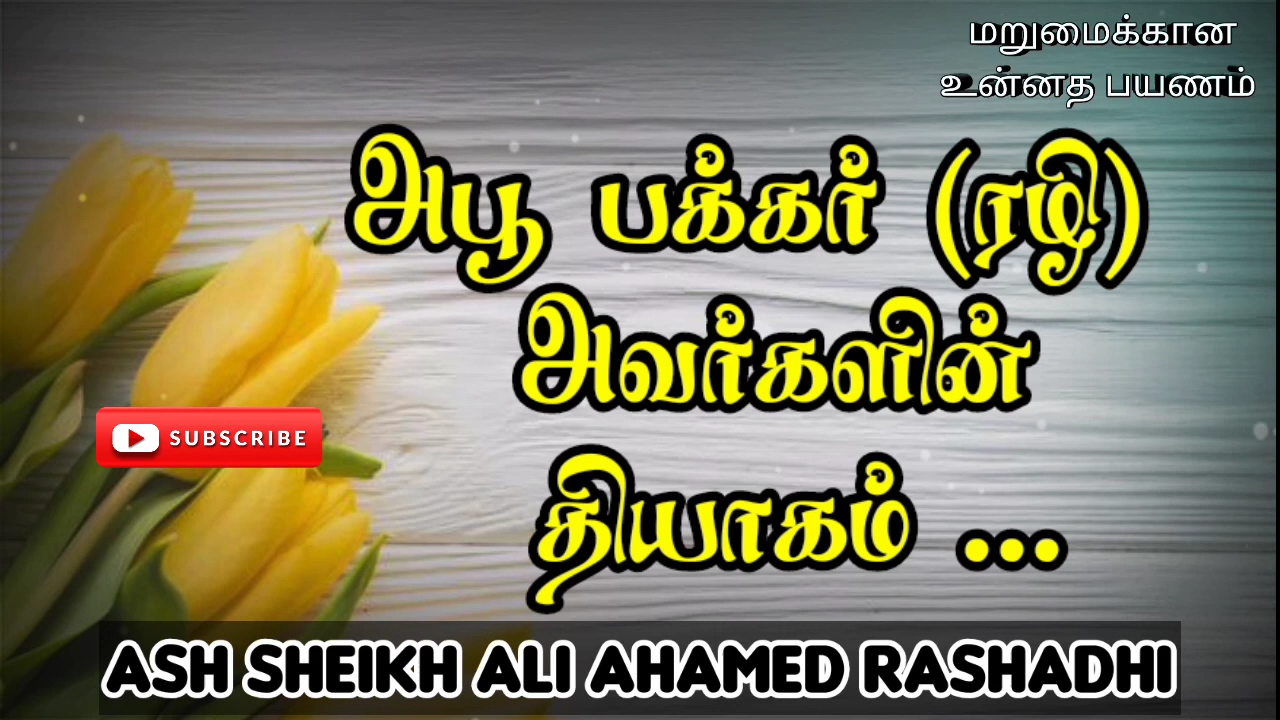 மறுமைக்கான
உன்னத பயணம்
அபூ பக்கர் (ரழி)
அவர்களின்
தியாகம் ...
SUBSCRIBE
ASH SHEIKH ALI AHAMED RASHADHI